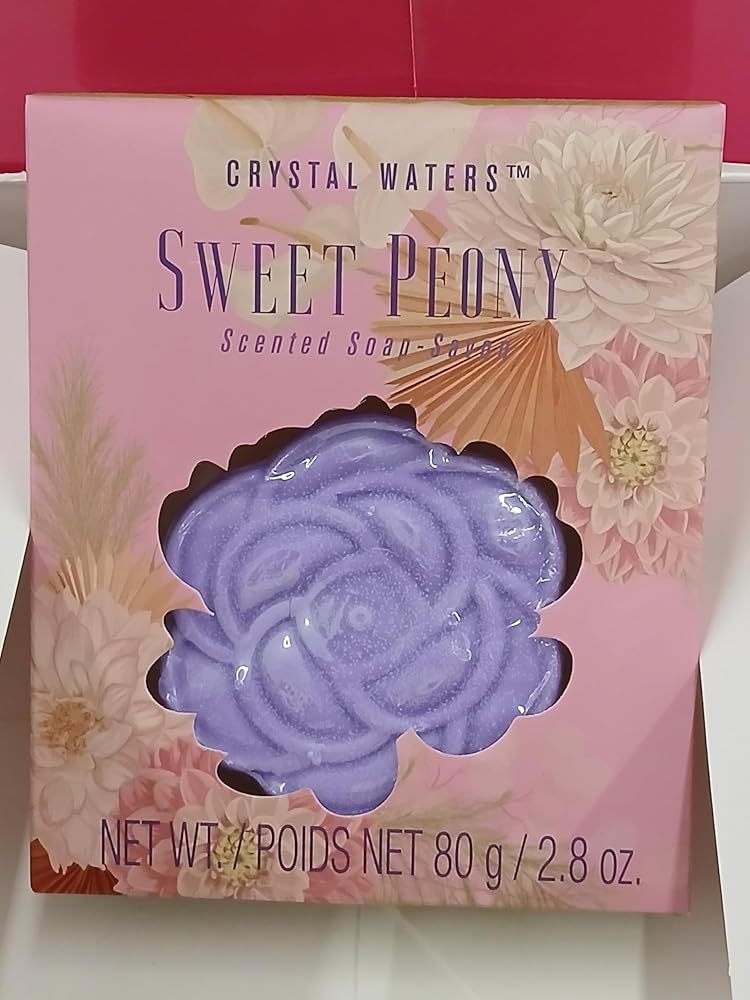 CRYSTAL WATERS™
SWEET PEONY
Scented Soap-Savon
NET WT. / POIDS NET 80 g / 2.8 oz.